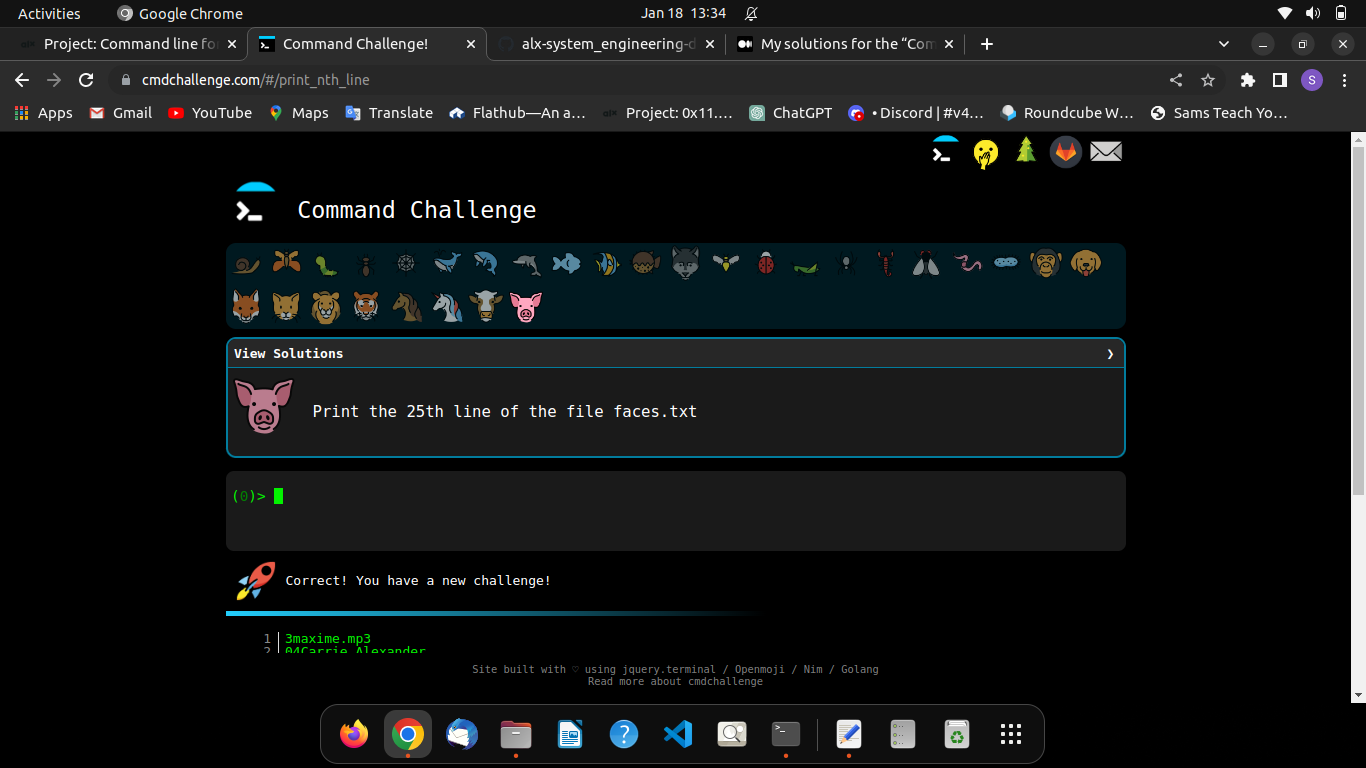 Activities
Google Chrome
Jan 18 13:34
Project: Command line fo
Command Challenge!
alx-system_engineering-d
My solutions for the “Com
cmdchallenge.com/#/print_nth_line
S
Apps
Gmail
YouTube
Maps
Translate
Flathub—An a…
Project: 0x11.…
ChatGPT
• Discord | #v4…
Roundcube W…
Sams Teach Yo…
Command Challenge
View Solutions
Print the 25th line of the file faces.txt
(0)>
Correct! You have a new challenge!
1 3maxime.mp3
2 04Carrie Alexander
Site built with ♡ using jquery.terminal / Openmoji / Nim / Golang
Read more about cmdchallenge